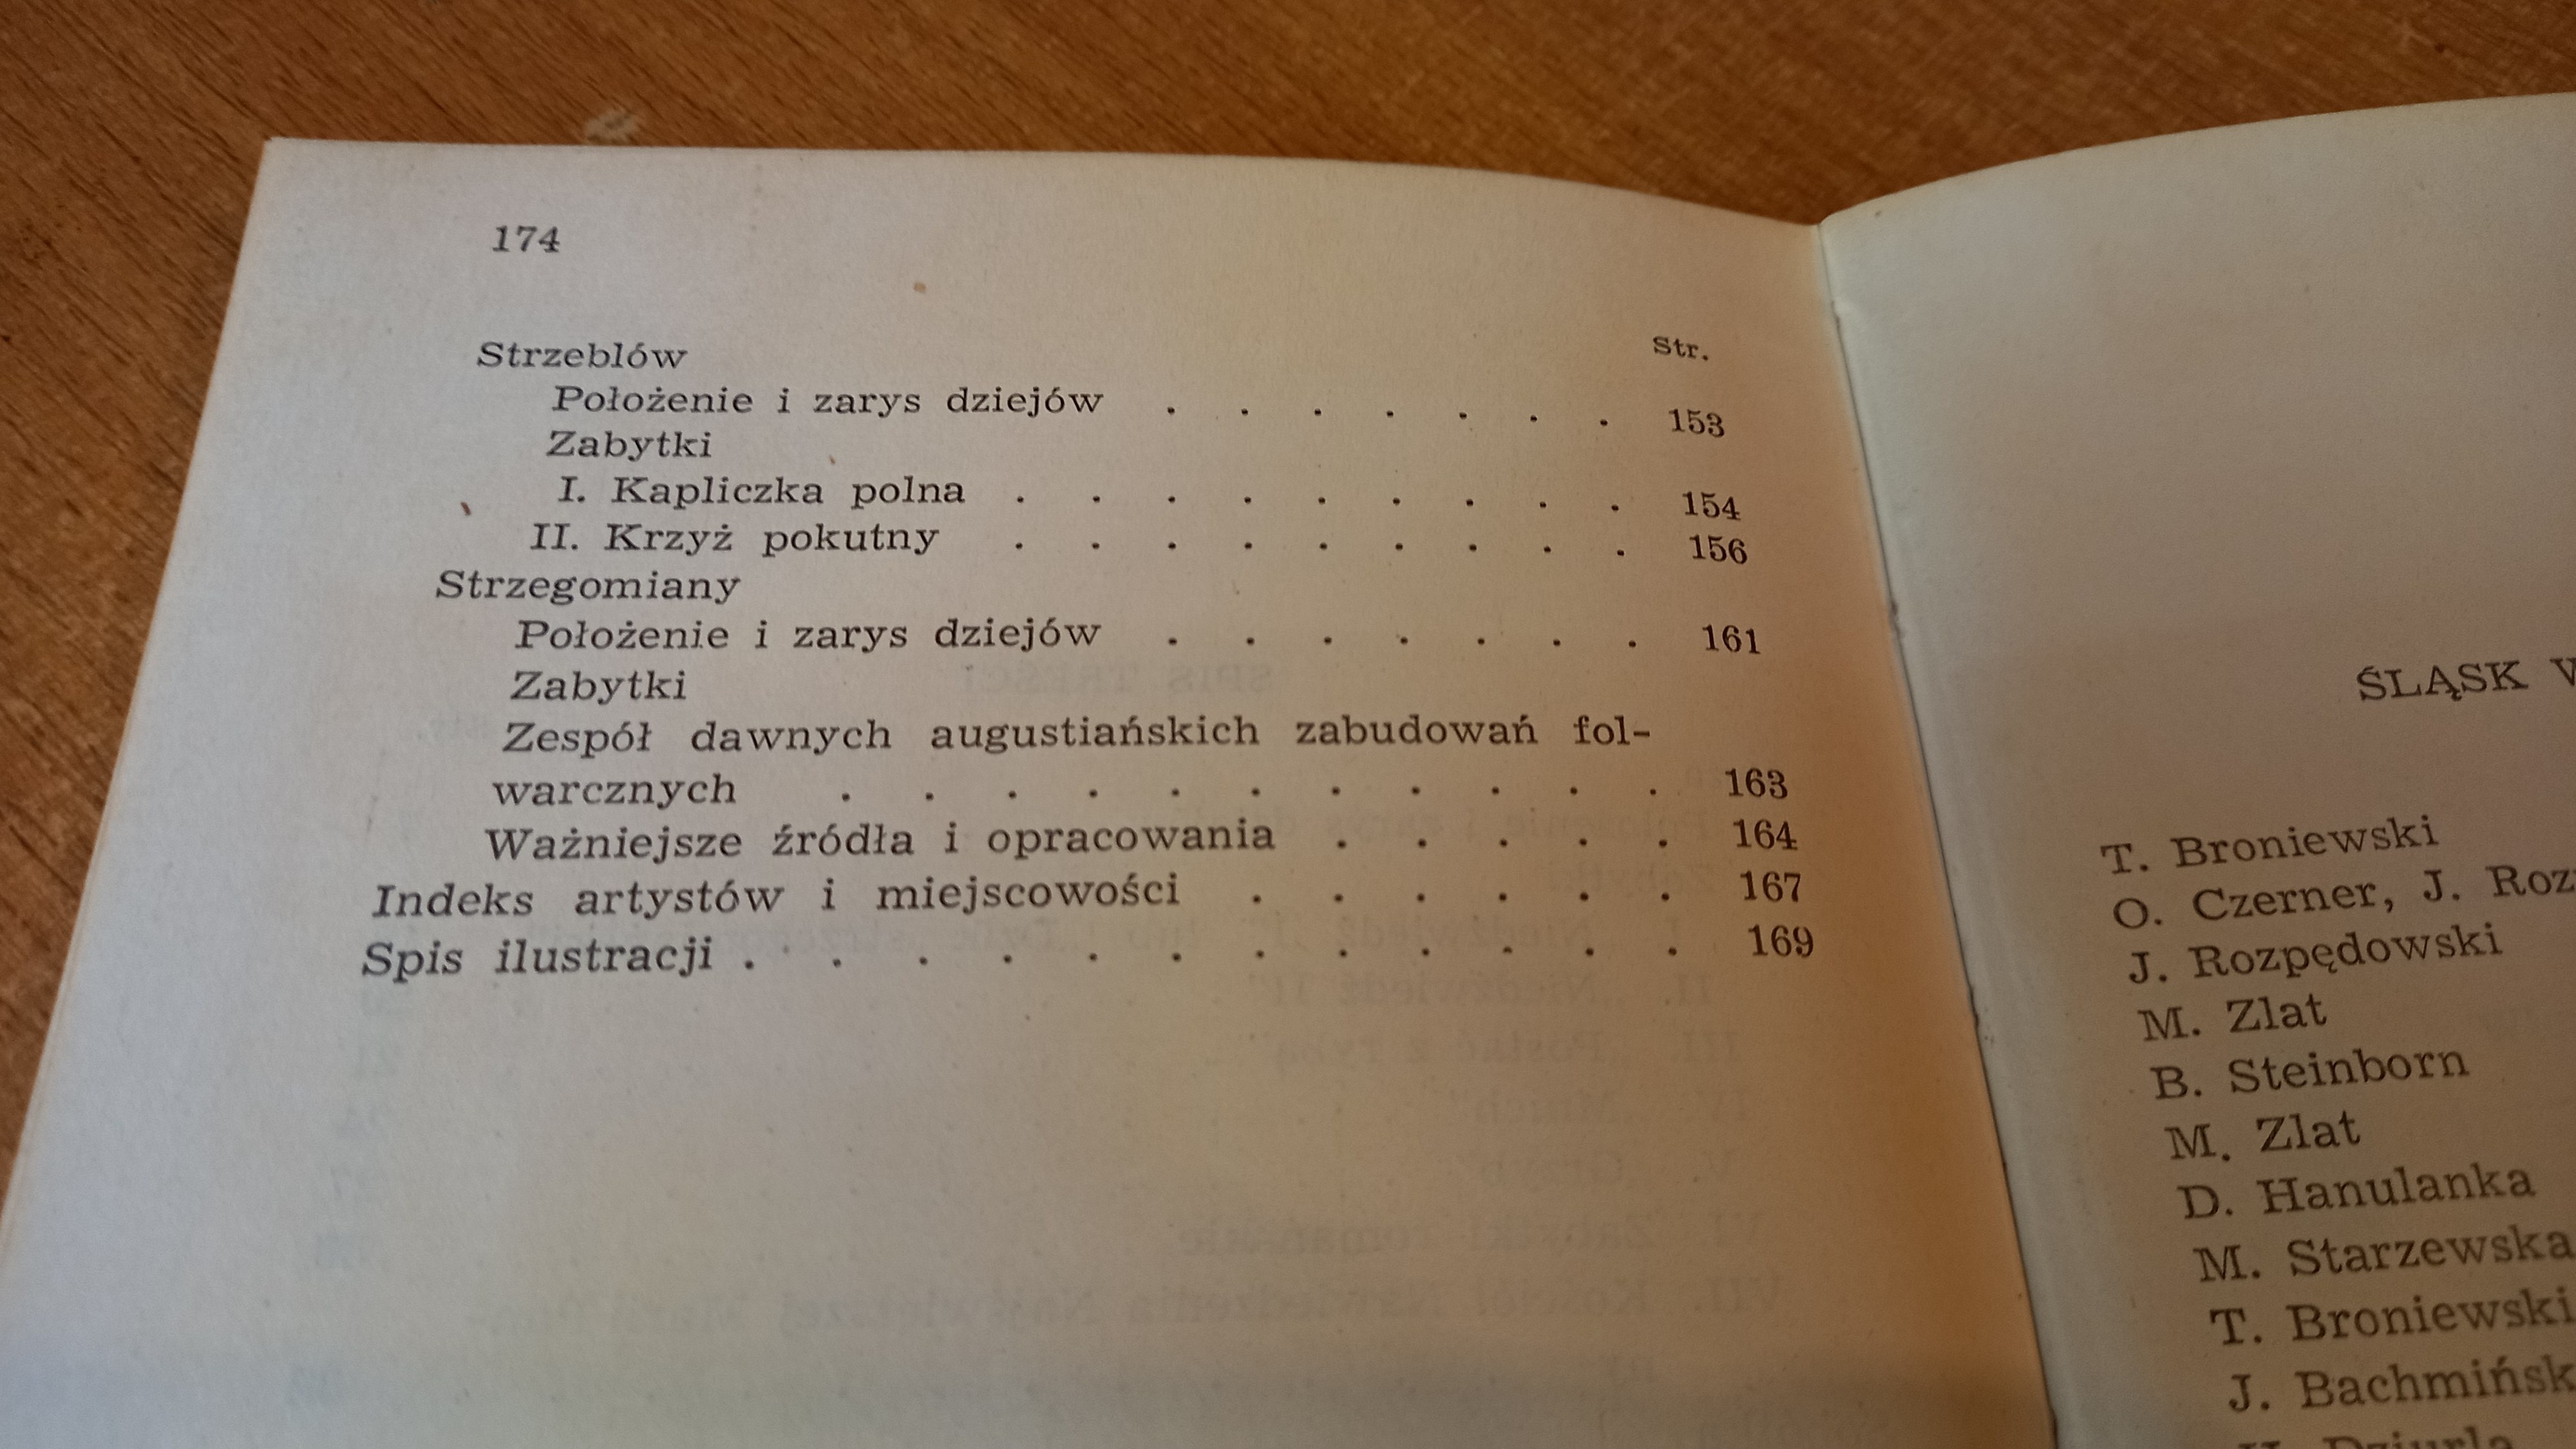 174
Str.
Strzeblów
Położenie i zarys dziejów . . . . . . . 153
Zabytki
I. Kapliczka polna . . . . . . . . . 154
II. Krzyż pokutny . . . . . . . . . 156
Strzegomiany
Położenie i zarys dziejów . . . . . . . 161
Zabytki
Zespół dawnych augustiańskich zabudowań fol-
warcznych . . . . . . . . . . . 163
Ważniejsze źródła i opracowania . . . . . 164
Indeks artystów i miejscowości . . . . . . 167
Spis ilustracji . . . . . . . . . . . . 169
ŚLĄSK
T. Broniewski
O. Czerner, J. Roz
J. Rozpędowski
M. Zlat
B. Steinborn
M. Zlat
D. Hanulanka
M. Starzewska
T. Broniewski
J. Bachmińsk